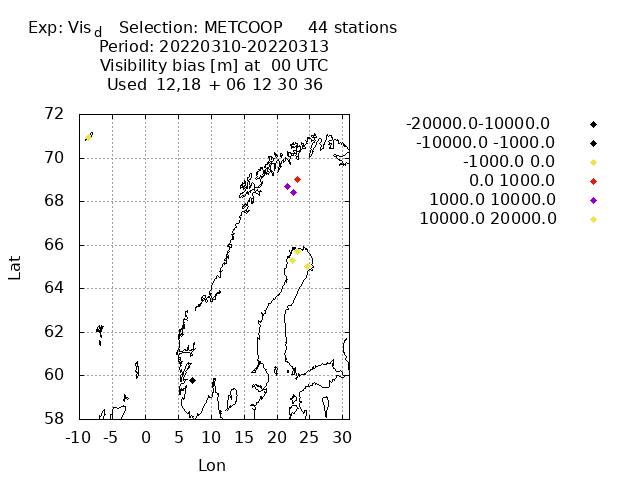 Exp: Vis_d Selection: METCOOP 44 stations
Period: 20220310-20220313
Visibility bias [m] at 00 UTC
Used 12,18 + 06 12 30 36
-20000.0-10000.0
-10000.0 -1000.0
-1000.0 0.0
0.0 1000.0
1000.0 10000.0
10000.0 20000.0
72
70
68
66
64
62
60
58
Lat
-10 -5 0 5 10 15 20 25 30
Lon